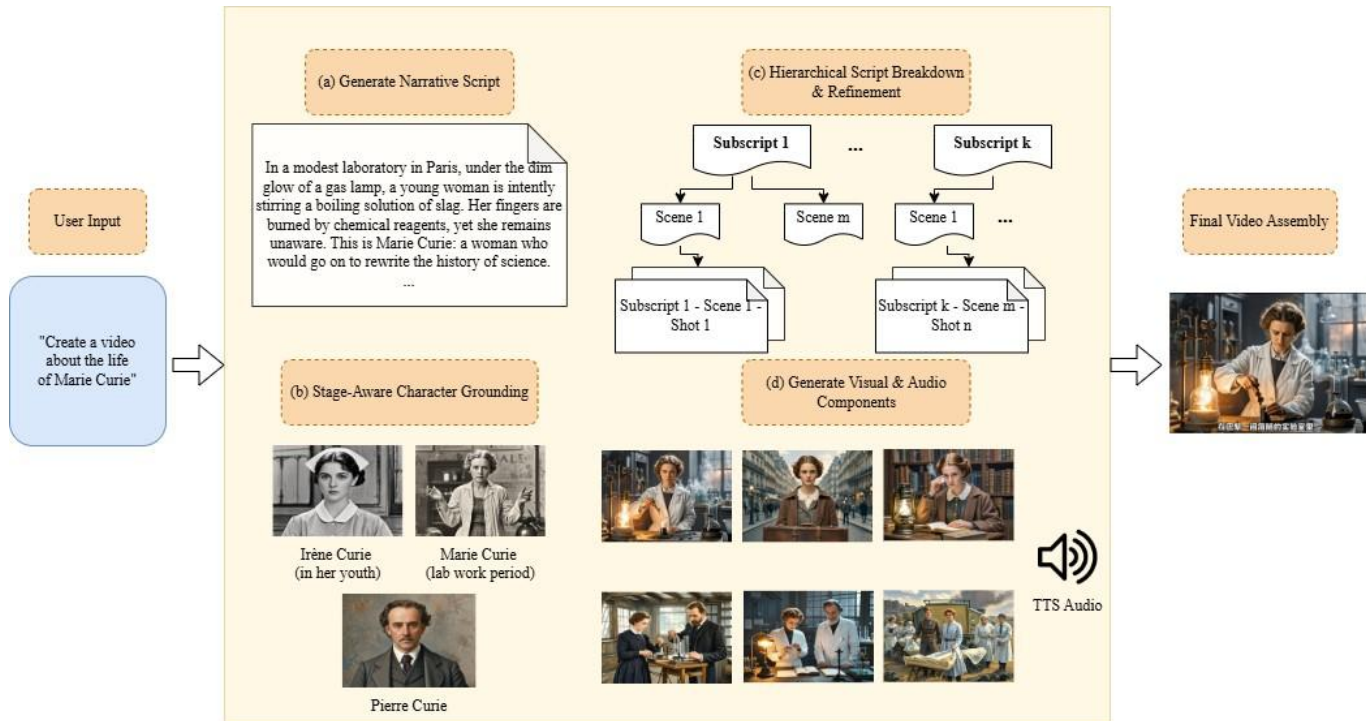 User Input
"Create a video
about the life
of Marie Curie"
(a) Generate Narrative Script
In a modest laboratory in Paris, under the dim
glow of a gas lamp, a young woman is intently
stirring a boiling solution of slag. Her fingers are
burned by chemical reagents, yet she remains
unaware. This is Marie Curie: a woman who
would go on to rewrite the history of science.
...
(b) Stage-Aware Character Grounding
Irène Curie
(in her youth)
Marie Curie
(lab work period)
Pierre Curie
(c) Hierarchical Script Breakdown
& Refinement
Subscript 1
...
Subscript k
Scene 1
Scene m
Scene 1
...
Subscript 1 - Scene 1 -
Shot 1
Subscript k - Scene m -
Shot n
(d) Generate Visual & Audio
Components
TTS Audio
Final Video Assembly